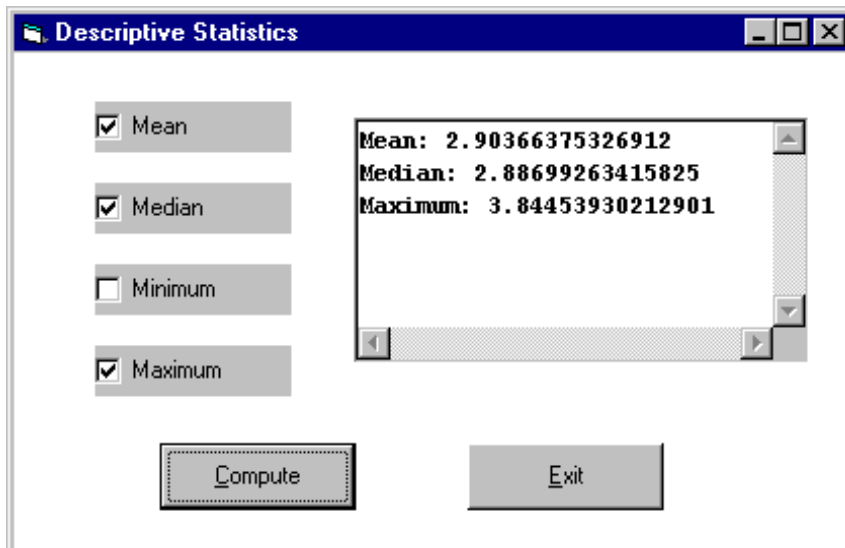 Descriptive Statistics
Mean
Median
Minimum
Maximum
Mean: 2.90366375326912
Median: 2.88699263415825
Maximum: 3.84453930212901
Compute
Exit